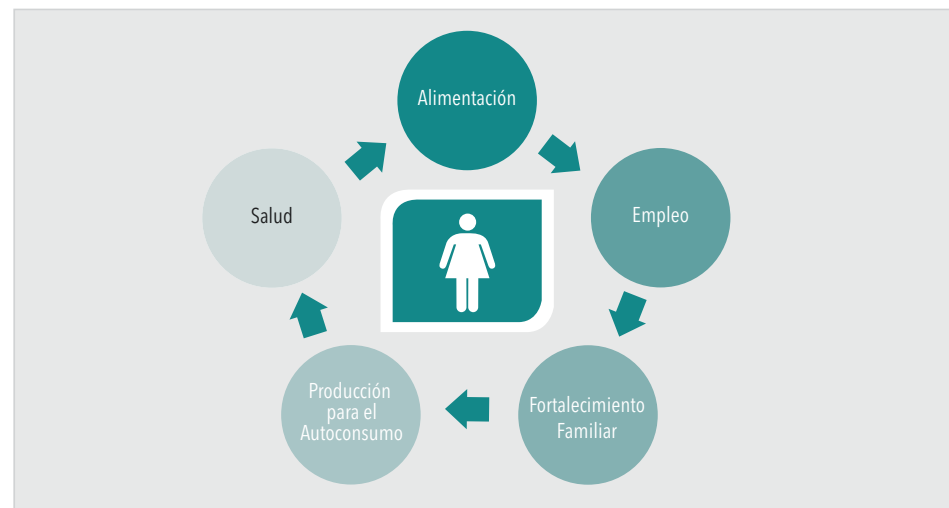 Alimentación
Empleo
Fortalecimiento
Familiar
Producción
para el
Autoconsumo
Salud